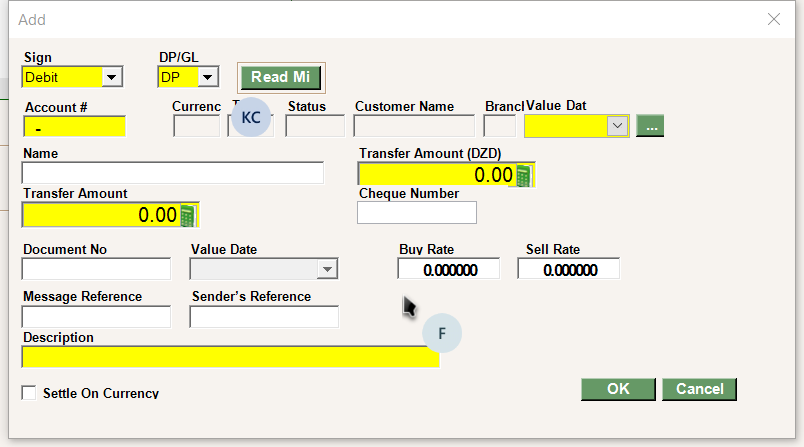 Add
Sign DP/GL
Debit DP Read Mi
Account # Currenc Status Customer Name Brancl Value Dat
- KC ...
Name Transfer Amount (DZD)
0.00
Transfer Amount Cheque Number
0.00
Document No Value Date Buy Rate Sell Rate
0.000000 0.000000
Message Reference Sender's Reference
F
Description
Settle On Currency OK Cancel